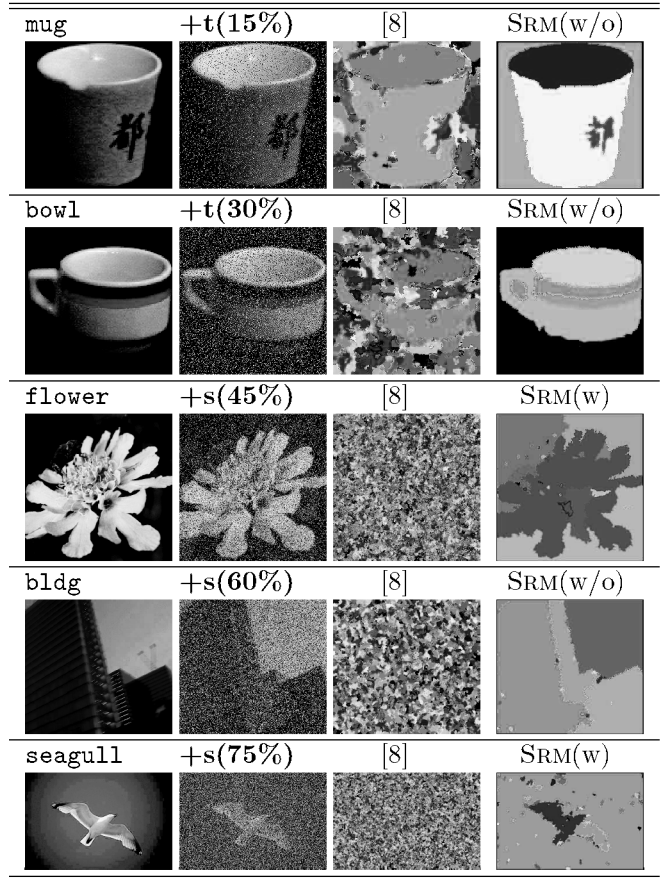 mug +t(15%) [8] SRM(w/o)
都
bowl +t(30%) [8] SRM(w/o)
flower +s(45%) [8] SRM(w)
bldg +s(60%) [8] SRM(w/o)
seagull +s(75%) [8] SRM(w)